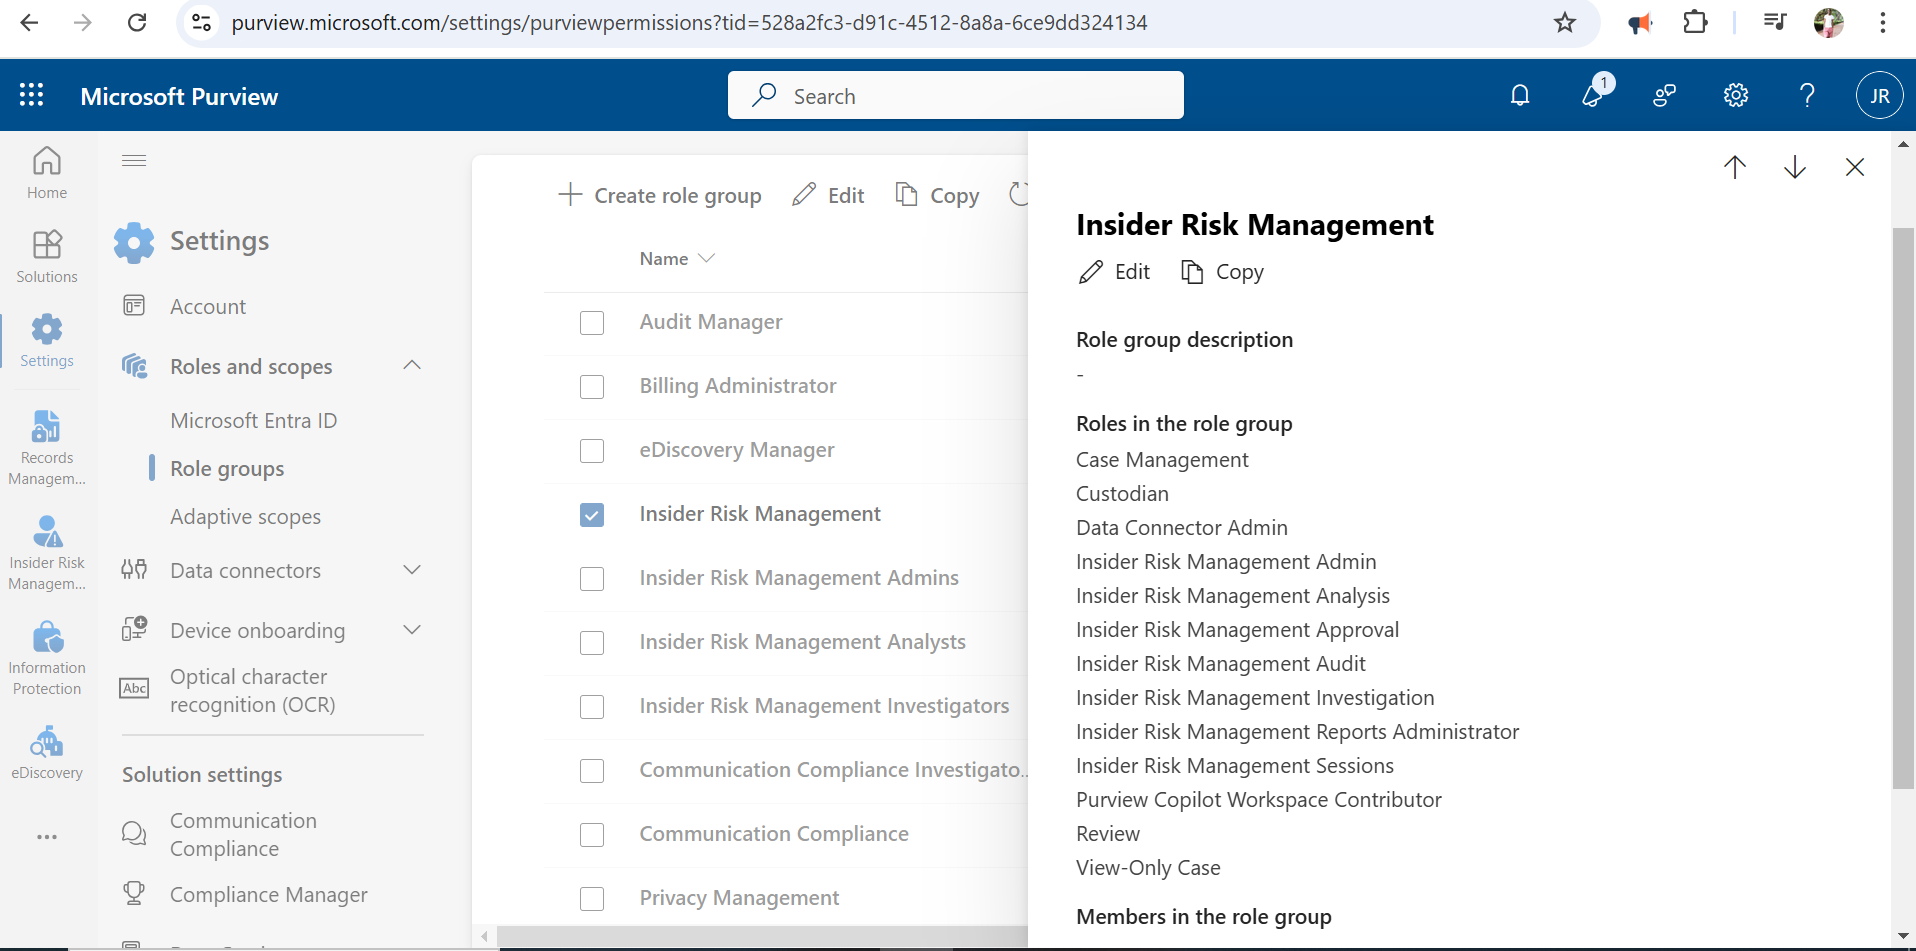 purview.microsoft.com/settings/purviewpermissions?tid=528a2fc3-d91c-4512-8a8a-6ce9dd324134
Microsoft Purview
Search
1
JR
Home
Solutions
Settings
Records
Managem...
Insider Risk
Managem...
Information
Protection
eDiscovery
Settings
Account
Roles and scopes
Microsoft Entra ID
Role groups
Adaptive scopes
Data connectors
Device onboarding
Abc
Optical character
recognition (OCR)
Solution settings
Communication
Compliance
Compliance Manager
Create role group
Edit
Copy
Name
Audit Manager
Billing Administrator
eDiscovery Manager
Insider Risk Management
Insider Risk Management Admins
Insider Risk Management Analysts
Insider Risk Management Investigators
Communication Compliance Investigato...
Communication Compliance
Privacy Management
Insider Risk Management
Edit
Copy
Role group description
-
Roles in the role group
Case Management
Custodian
Data Connector Admin
Insider Risk Management Admin
Insider Risk Management Analysis
Insider Risk Management Approval
Insider Risk Management Audit
Insider Risk Management Investigation
Insider Risk Management Reports Administrator
Insider Risk Management Sessions
Purview Copilot Workspace Contributor
Review
View-Only Case
Members in the role group